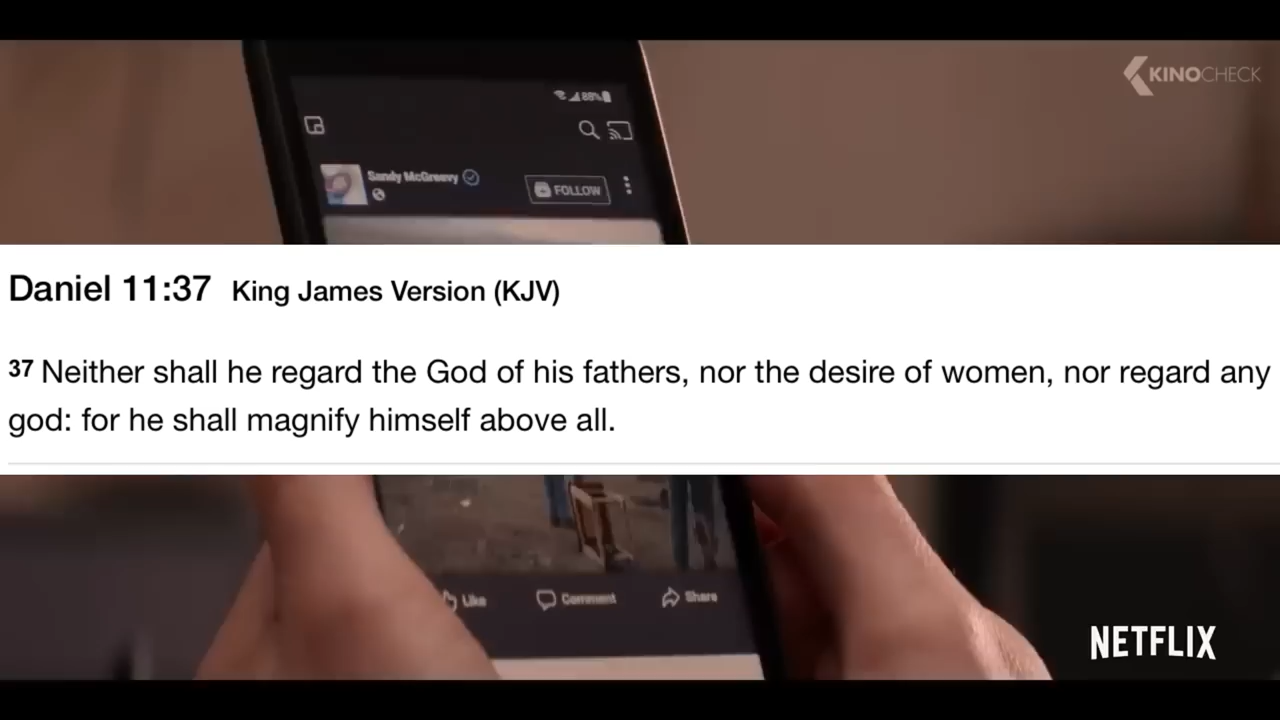 KINOCHECK
88%
Sandy McGreevy
FOLLOW
Daniel 11:37 King James Version (KJV)
37 Neither shall he regard the God of his fathers, nor the desire of women, nor regard any
god: for he shall magnify himself above all.
Like Comment Share
NETFLIX